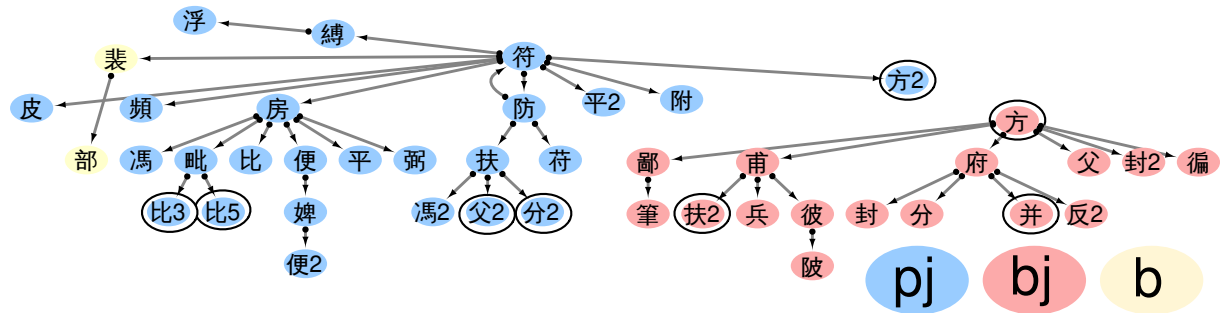 浮
縛
裴 符
方2
皮 頻 房 防 平2 附
方
部 馮 毗 比 便 平 弼 扶 苻 鄙 甫 府 父 封2 徧
比3 比5 婢 馮2 父2 分2 筆 扶2 兵 彼 封 分 并 反2
便2 陂
pj bj b